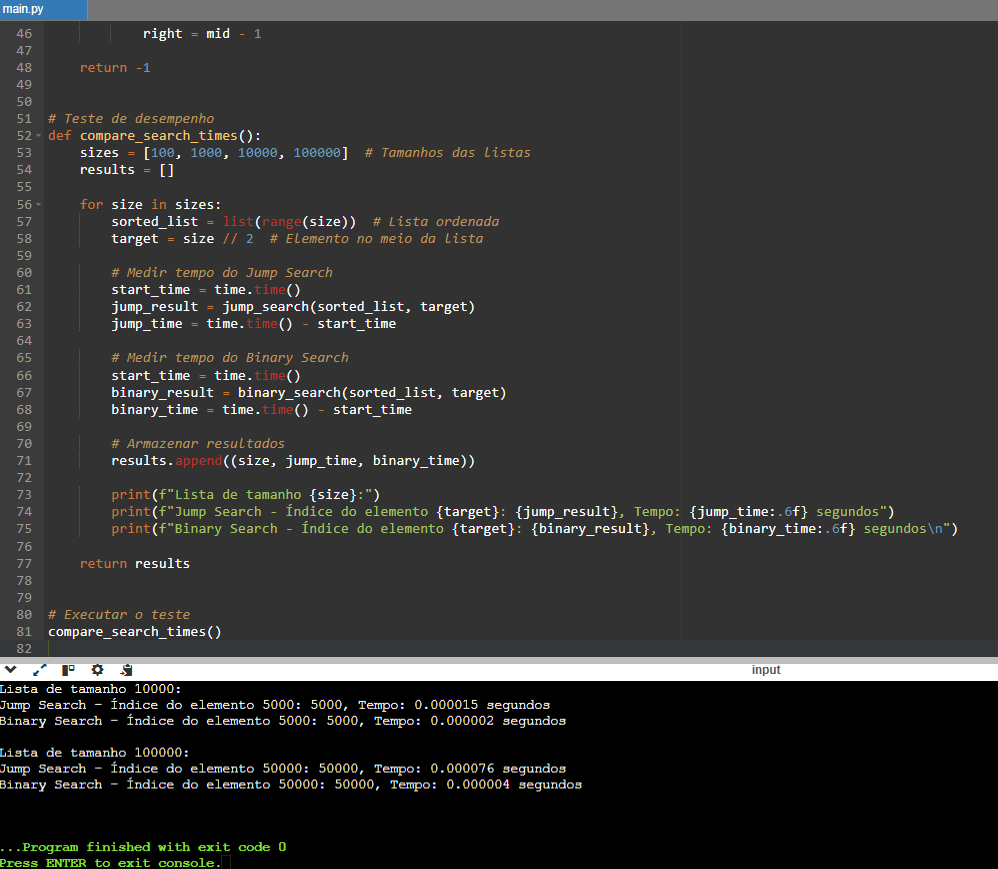 main.py
46 right = mid - 1
47
48 return -1
49
50
51 # Teste de desempenho
52 def compare_search_times():
53 sizes = [100, 1000, 10000, 100000]  # Tamanhos das listas
54 results = []
55
56 for size in sizes:
57 sorted_list = list(range(size))  # Lista ordenada
58 target = size // 2  # Elemento no meio da lista
59
60 # Medir tempo do Jump Search
61 start_time = time.time()
62 jump_result = jump_search(sorted_list, target)
63 jump_time = time.time() - start_time
64
65 # Medir tempo do Binary Search
66 start_time = time.time()
67 binary_result = binary_search(sorted_list, target)
68 binary_time = time.time() - start_time
69
70 # Armazenar resultados
71 results.append((size, jump_time, binary_time))
72
73 print(f"Lista de tamanho {size}:")
74 print(f"Jump Search - Índice do elemento {target}: {jump_result}, Tempo: {jump_time:.6f} segundos")
75 print(f"Binary Search - Índice do elemento {target}: {binary_result}, Tempo: {binary_time:.6f} segundos\n")
76
77 return results
78
79
80 # Executar o teste
81 compare_search_times()
82
input
Lista de tamanho 10000:
Jump Search - Índice do elemento 5000: 5000, Tempo: 0.000015 segundos
Binary Search - Índice do elemento 5000: 5000, Tempo: 0.000002 segundos
Lista de tamanho 100000:
Jump Search - Índice do elemento 50000: 50000, Tempo: 0.000076 segundos
Binary Search - Índice do elemento 50000: 50000, Tempo: 0.000004 segundos
...Program finished with exit code 0
Press ENTER to exit console.